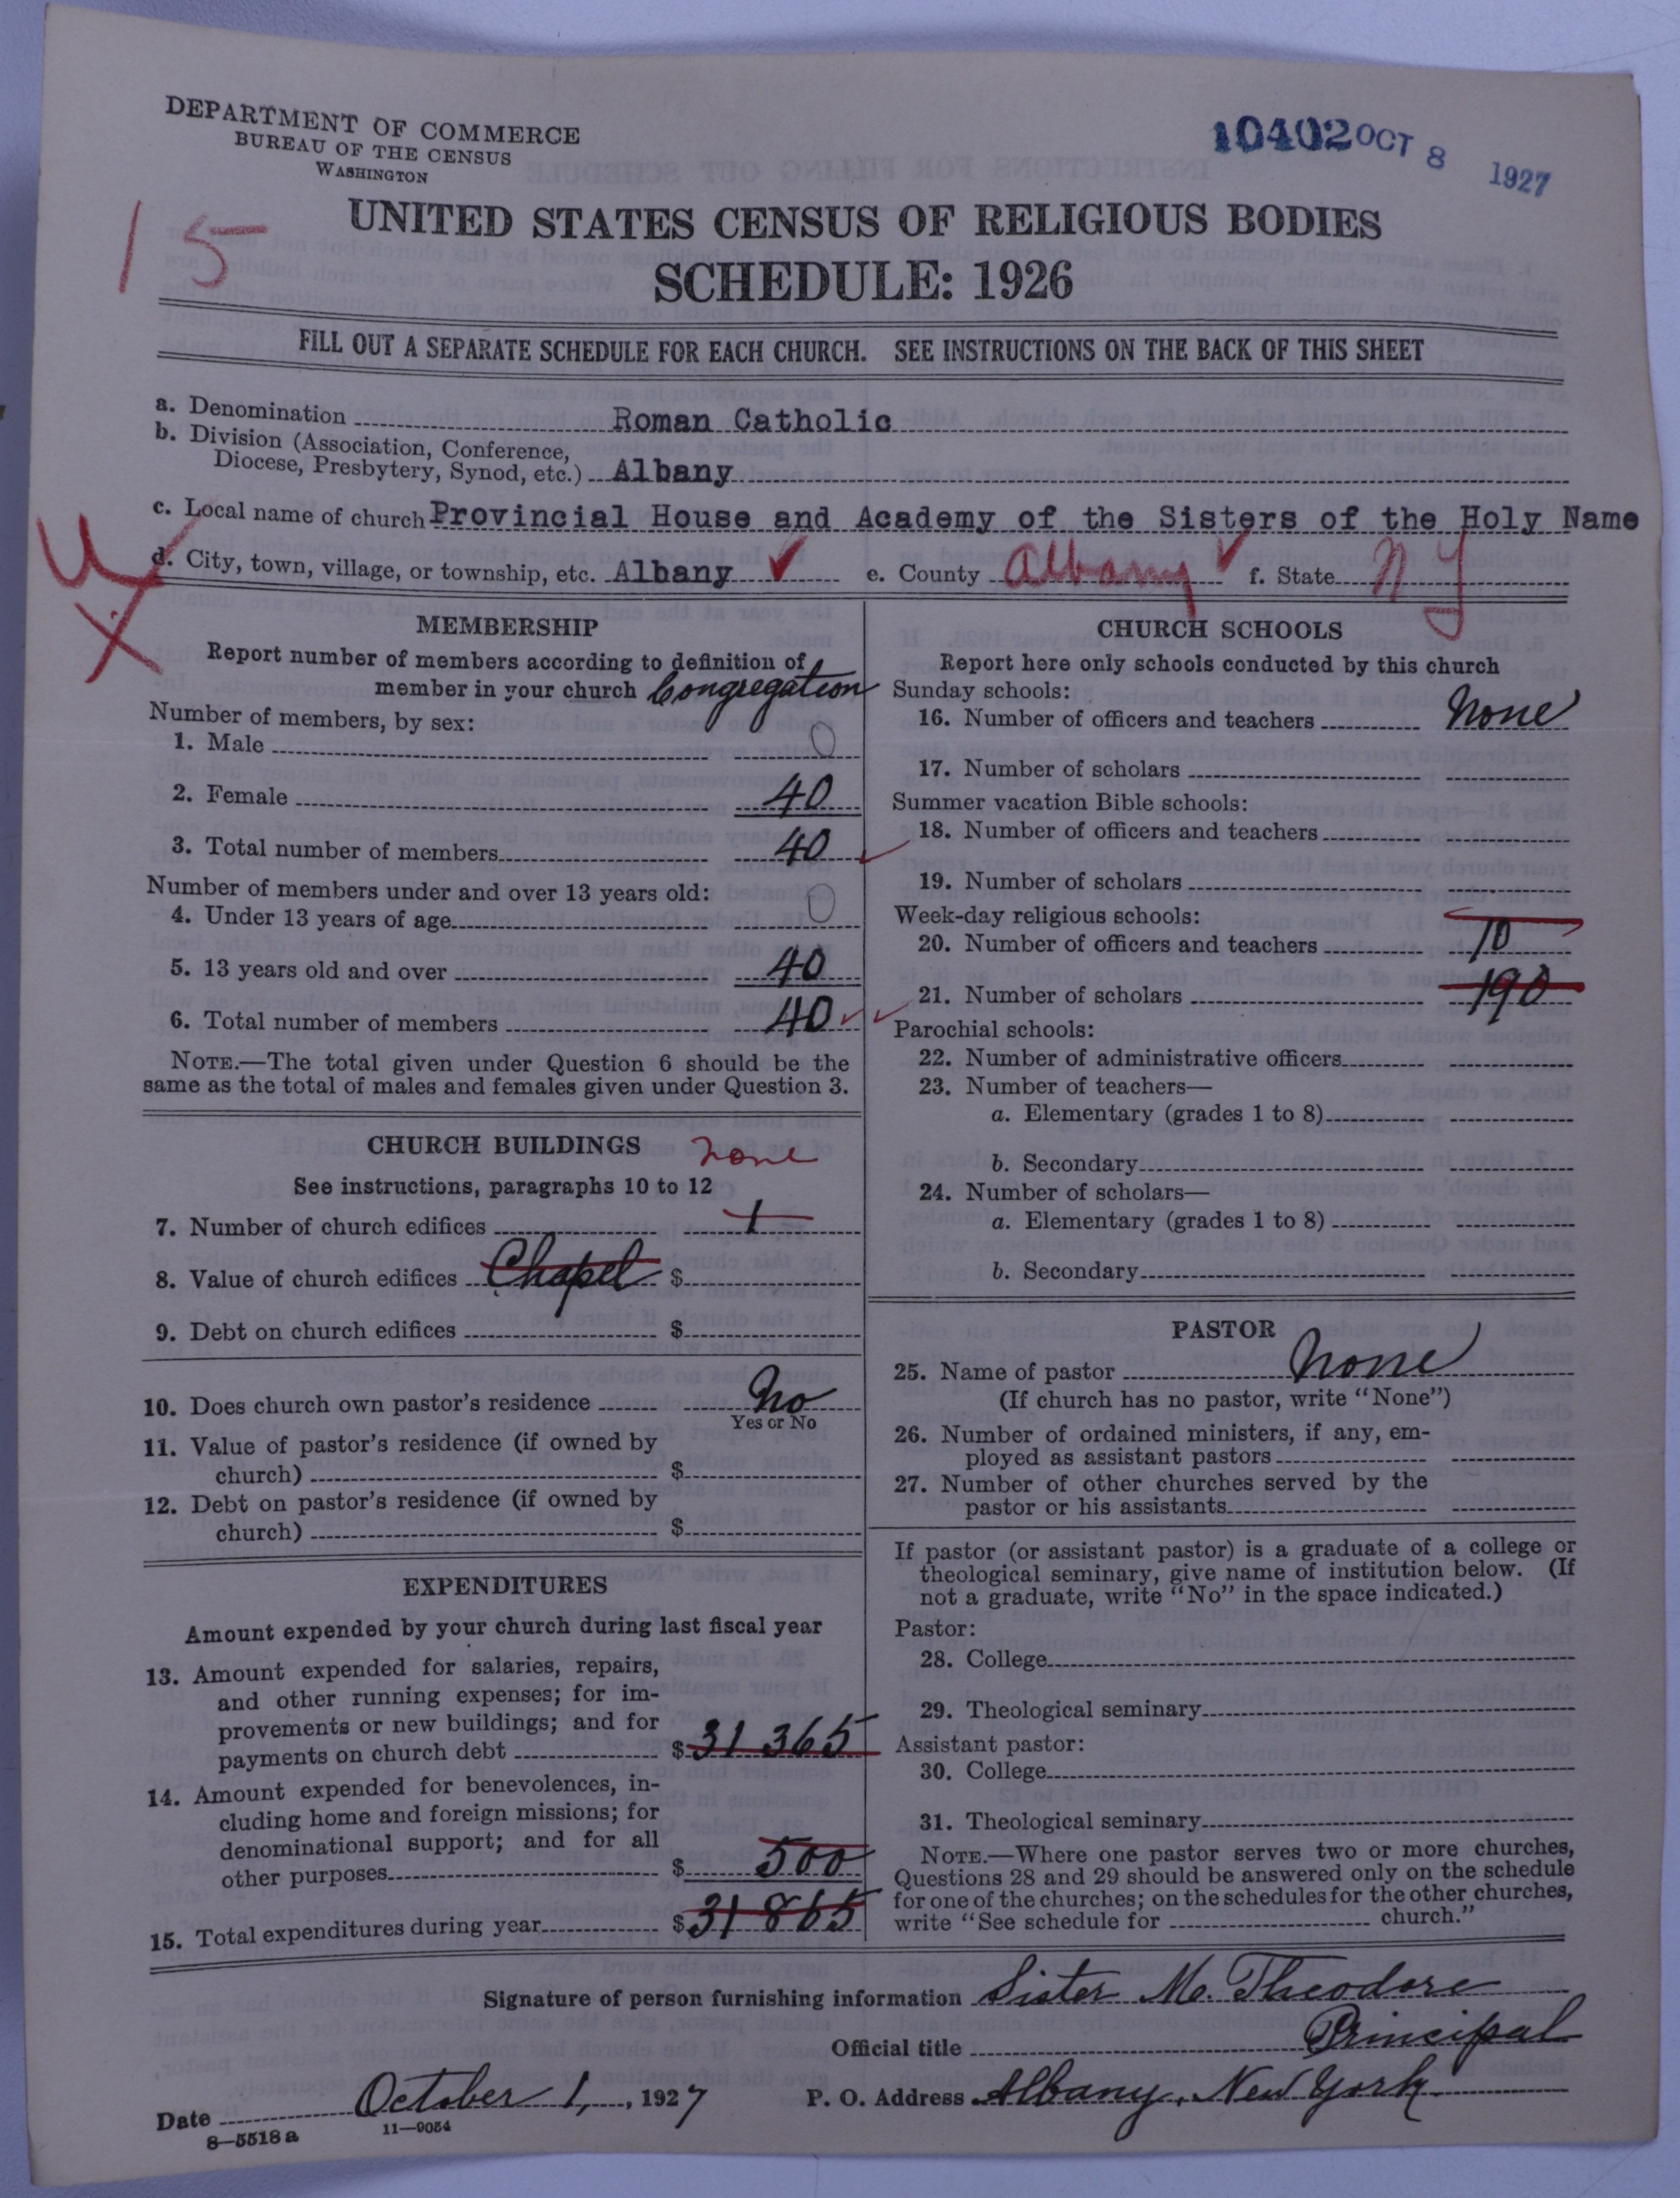 DEPARTMENT OF COMMERCE
BUREAU OF THE CENSUS
WASHINGTON
10402 OCT 8 1927
15
UNITED STATES CENSUS OF RELIGIOUS BODIES
SCHEDULE: 1926
FILL OUT A SEPARATE SCHEDULE FOR EACH CHURCH. SEE INSTRUCTIONS ON THE BACK OF THIS SHEET
a. Denomination Roman Catholic
b. Division (Association, Conference,
Diocese, Presbytery, Synod, etc.) Albany
c. Local name of church Provincial House and Academy of the Sisters of the Holy Name
d. City, town, village, or township, etc. Albany e. County Albany f. State N Y
MEMBERSHIP
Report number of members according to definition of
member in your church Congregation
Number of members, by sex:
1. Male 0
2. Female 40
3. Total number of members 40
Number of members under and over 13 years old:
4. Under 13 years of age 0
5. 13 years old and over 40
6. Total number of members 40
NOTE.—The total given under Question 6 should be the
same as the total of males and females given under Question 3.
CHURCH BUILDINGS none
See instructions, paragraphs 10 to 12
7. Number of church edifices 1
8. Value of church edifices Chapel $
9. Debt on church edifices $
10. Does church own pastor's residence No
Yes or No
11. Value of pastor's residence (if owned by
church) $
12. Debt on pastor's residence (if owned by
church) $
EXPENDITURES
Amount expended by your church during last fiscal year
13. Amount expended for salaries, repairs,
and other running expenses; for im-
provements or new buildings; and for
payments on church debt $ 31 365
14. Amount expended for benevolences, in-
cluding home and foreign missions; for
denominational support; and for all
other purposes $ 500
15. Total expenditures during year $ 31 865
CHURCH SCHOOLS
Report here only schools conducted by this church
Sunday schools:
16. Number of officers and teachers None
17. Number of scholars
Summer vacation Bible schools:
18. Number of officers and teachers
19. Number of scholars
Week-day religious schools:
20. Number of officers and teachers 10
21. Number of scholars 190
Parochial schools:
22. Number of administrative officers
23. Number of teachers—
a. Elementary (grades 1 to 8)
b. Secondary
24. Number of scholars—
a. Elementary (grades 1 to 8)
b. Secondary
PASTOR
25. Name of pastor None
(If church has no pastor, write "None")
26. Number of ordained ministers, if any, em-
ployed as assistant pastors
27. Number of other churches served by the
pastor or his assistants
If pastor (or assistant pastor) is a graduate of a college or
theological seminary, give name of institution below. (If
not a graduate, write "No" in the space indicated.)
Pastor:
28. College
29. Theological seminary
Assistant pastor:
30. College
31. Theological seminary
NOTE.—Where one pastor serves two or more churches,
Questions 28 and 29 should be answered only on the schedule
for one of the churches; on the schedules for the other churches,
write "See schedule for church."
Signature of person furnishing information Sister M. Theodore
Official title Principal
Date October 1, 1927 P. O. Address Albany, New York
8—5518 a 11—9054